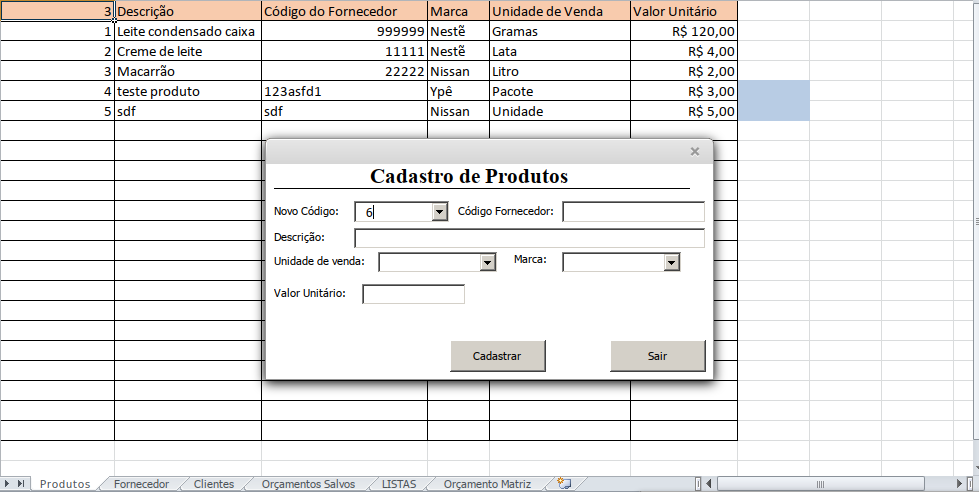 3 Descrição Código do Fornecedor Marca Unidade de Venda Valor Unitário
1 Leite condensado caixa 999999 Nestẽ Gramas R$ 120,00
2 Creme de leite 11111 Nestẽ Lata R$ 4,00
3 Macarrão 22222 Nissan Litro R$ 2,00
4 teste produto 123asfd1 Ypê Pacote R$ 3,00
5 sdf sdf Nissan Unidade R$ 5,00
Cadastro de Produtos
Novo Código: 6 Código Fornecedor:
Descrição:
Unidade de venda: Marca:
Valor Unitário:
Cadastrar Sair
Produtos Fornecedor Clientes Orçamentos Salvos LISTAS Orçamento Matriz